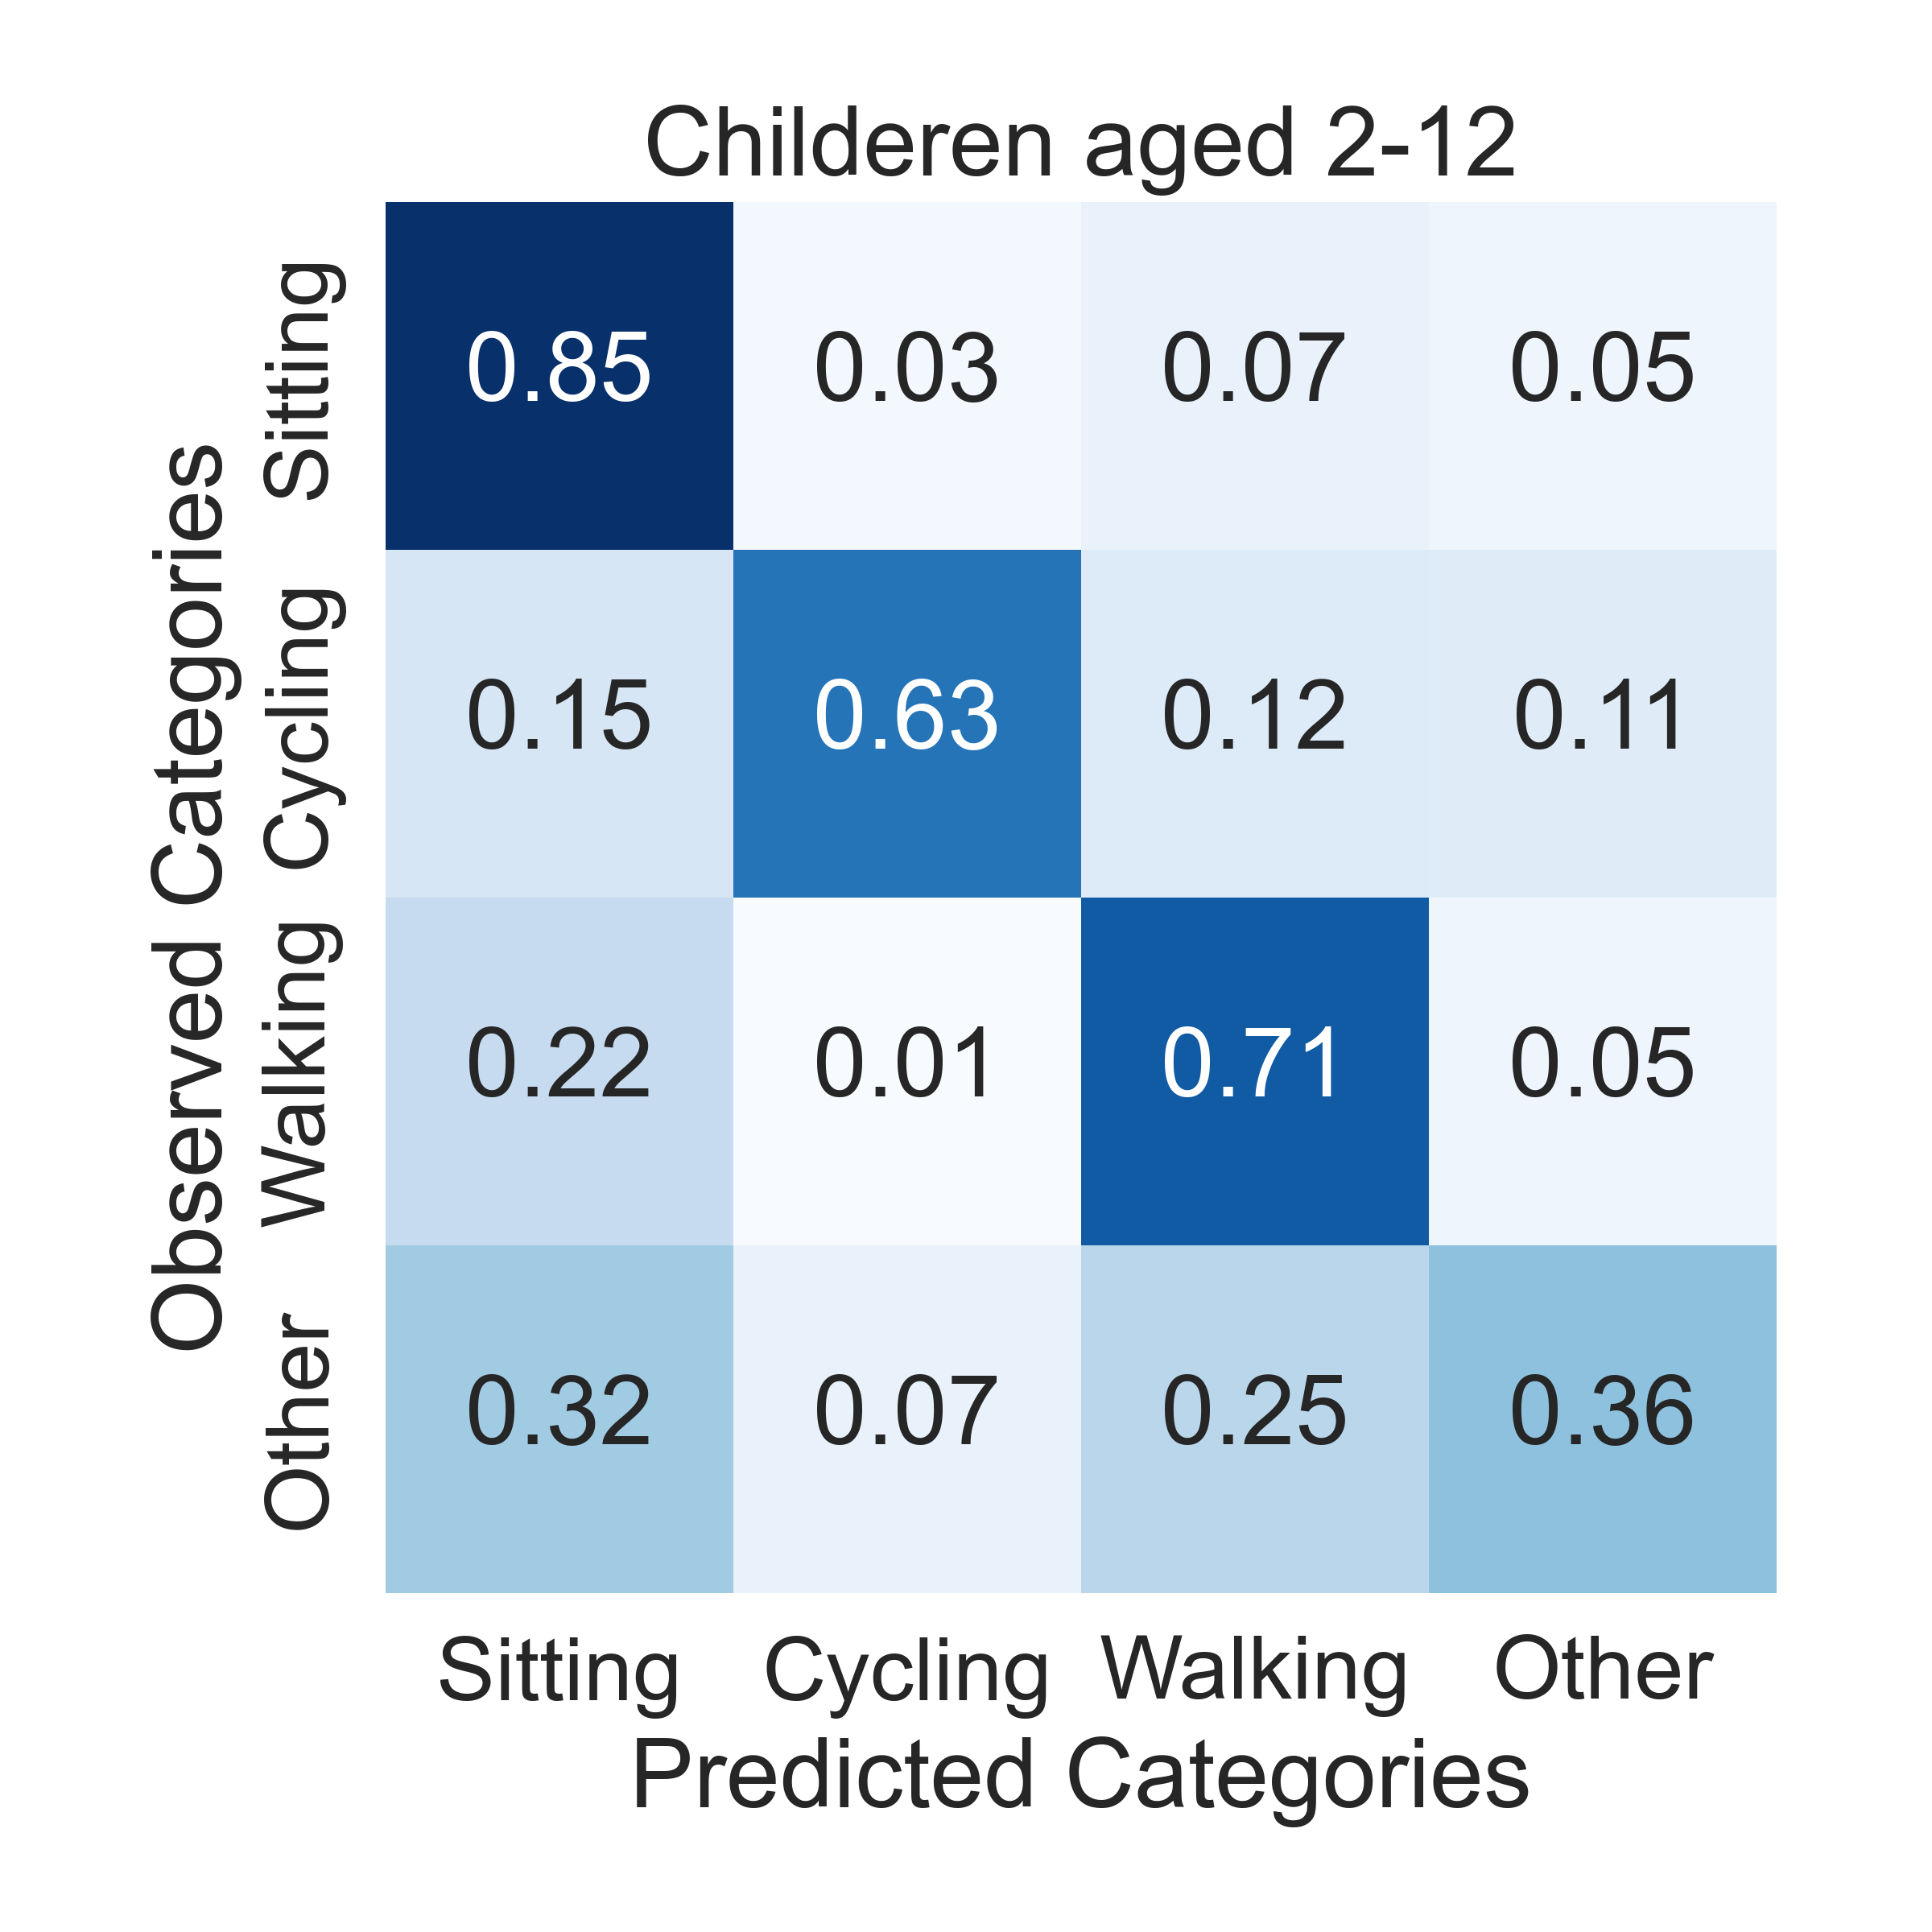 Childeren aged 2-12
Observed Categories
Sitting
0.85 0.03 0.07 0.05
Cycling
0.15 0.63 0.12 0.11
Walking
0.22 0.01 0.71 0.05
Other
0.32 0.07 0.25 0.36
Sitting Cycling Walking Other
Predicted Categories